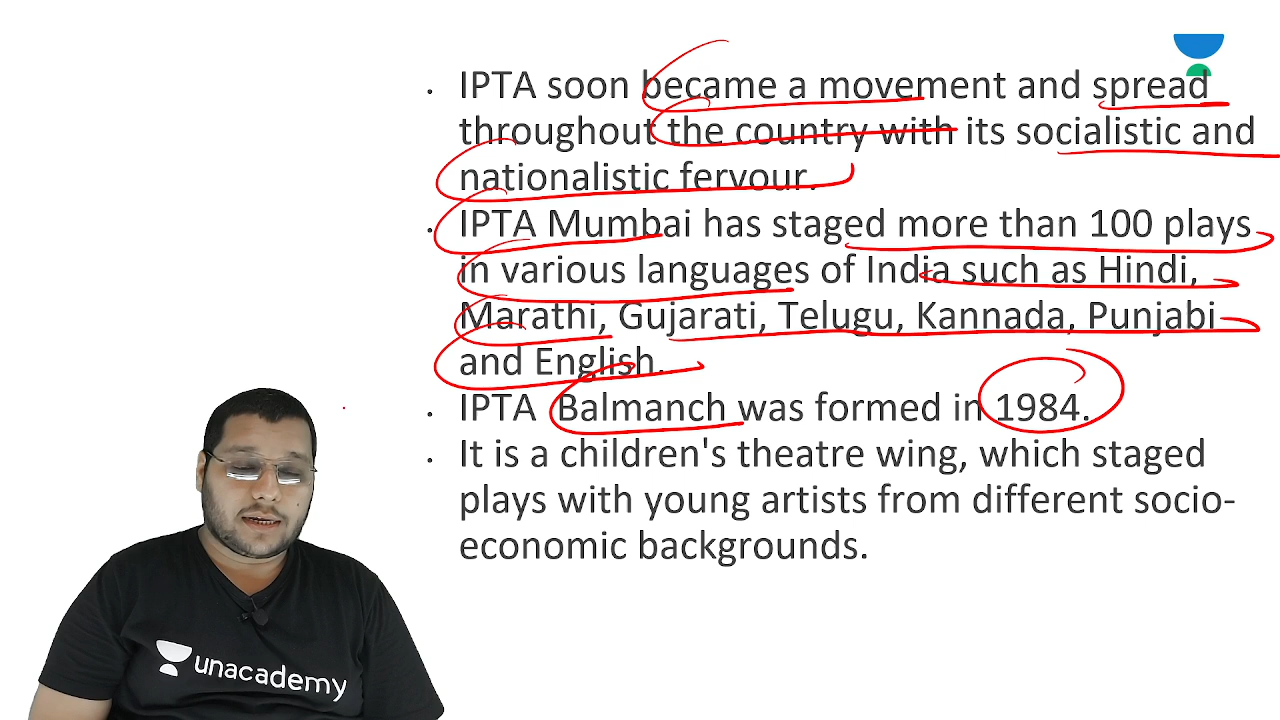 • IPTA soon became a movement and spread
throughout the country with its socialistic and
nationalistic fervour.
• IPTA Mumbai has staged more than 100 plays
in various languages of India such as Hindi,
Marathi, Gujarati, Telugu, Kannada, Punjabi
and English.
• IPTA Balmanch was formed in 1984.
• It is a children's theatre wing, which staged
plays with young artists from different socio-
economic backgrounds.
unacademy